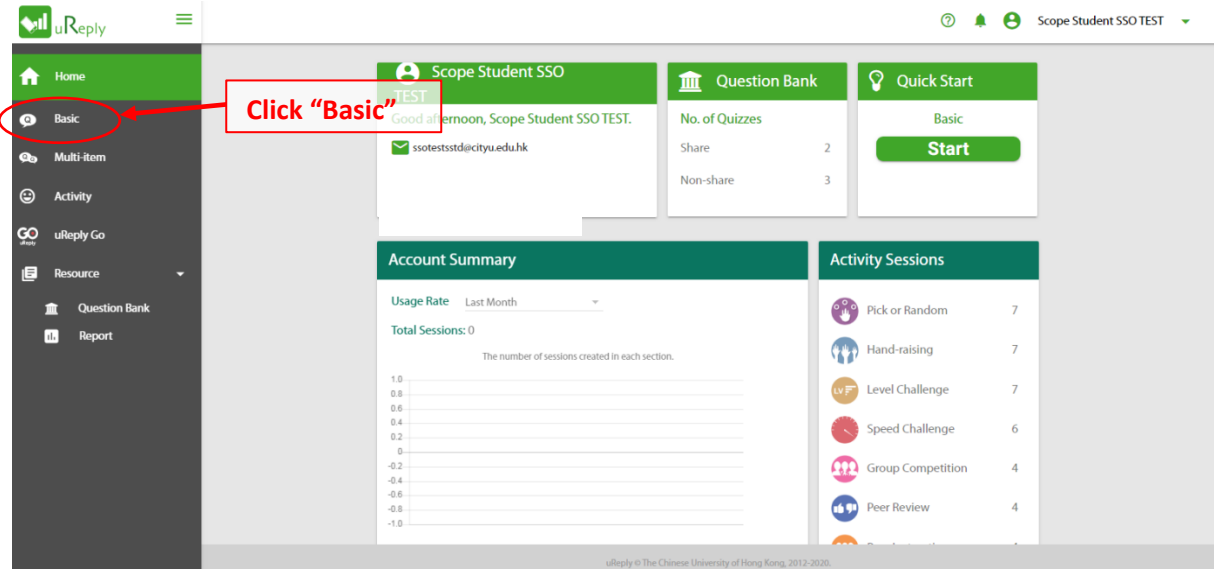 uReply
Scope Student SSO TEST
Home
Basic
Multi-item
Activity
GO uReply uReply Go
Resource
Question Bank
Report
Click “Basic”
Scope Student SSO
TEST
Good afternoon, Scope Student SSO TEST.
ssotestsstd@cityu.edu.hk
Question Bank
No. of Quizzes
Share 2
Non-share 3
Quick Start
Basic
Start
Account Summary
Usage Rate Last Month
Total Sessions: 0
The number of sessions created in each section.
1.0
0.8
0.6
0.4
0.2
0
-0.2
-0.4
-0.6
-0.8
-1.0
Activity Sessions
Pick or Random 7
Hand-raising 7
LV Level Challenge 7
Speed Challenge 6
Group Competition 4
Peer Review 4
uReply © The Chinese University of Hong Kong, 2012-2020.